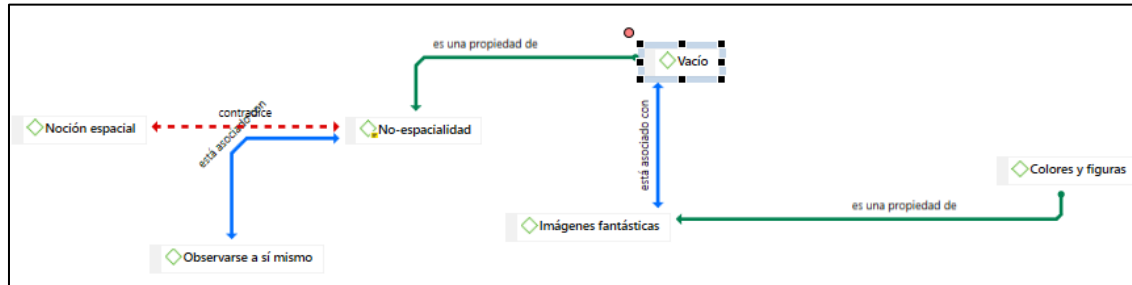 es una propiedad de
Vacío
contradice
Noción espacial
No-espacialidad
está asociado con
está asociado con
Colores y figuras
es una propiedad de
Imágenes fantásticas
Observarse a sí mismo